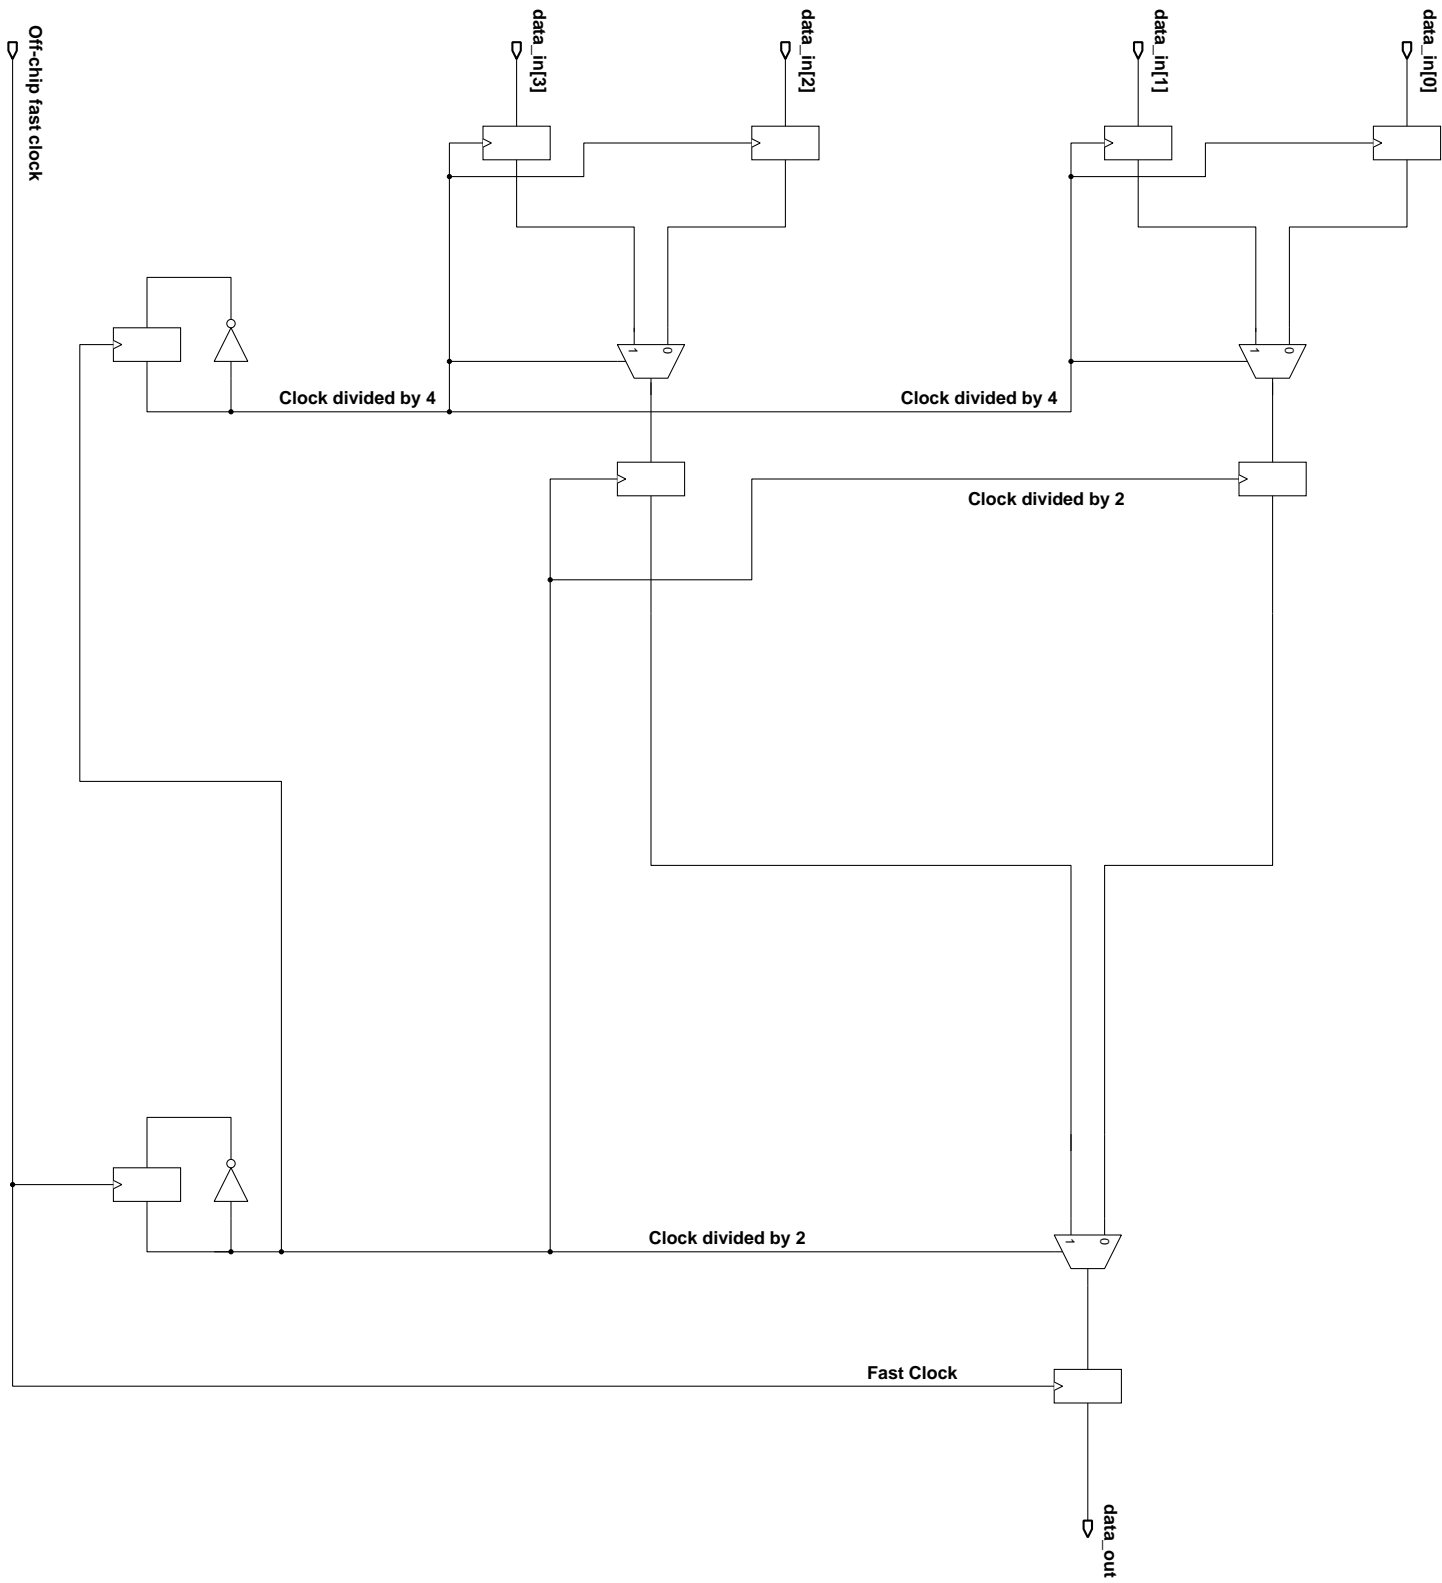 Off-chip fast clock
data_in[3]
data_in[2]
data_in[1]
data_in[0]
1
0
1
0
Clock divided by 4
Clock divided by 4
Clock divided by 2
Clock divided by 2
1
0
Fast Clock
data_out